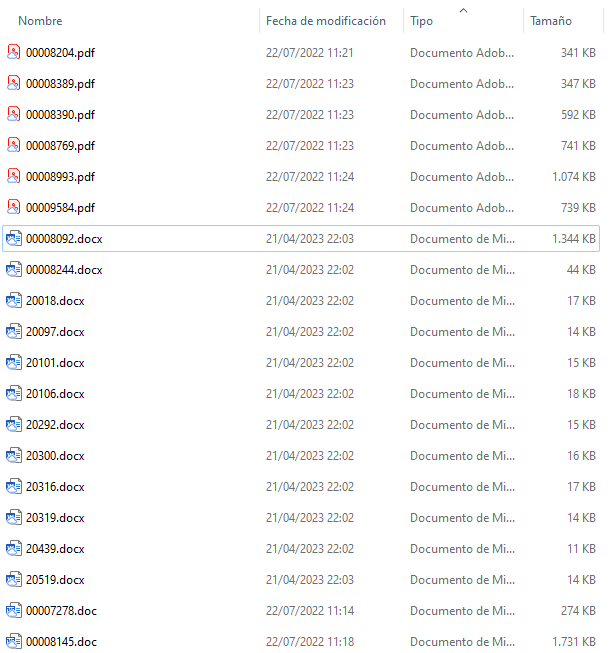 Nombre Fecha de modificación Tipo Tamaño
00008204.pdf 22/07/2022 11:21 Documento Adob... 341 KB
00008389.pdf 22/07/2022 11:23 Documento Adob... 347 KB
00008390.pdf 22/07/2022 11:23 Documento Adob... 592 KB
00008769.pdf 22/07/2022 11:23 Documento Adob... 741 KB
00008993.pdf 22/07/2022 11:24 Documento Adob... 1.074 KB
00009584.pdf 22/07/2022 11:24 Documento Adob... 739 KB
00008092.docx 21/04/2023 22:03 Documento de Mi... 1.344 KB
00008244.docx 21/04/2023 22:02 Documento de Mi... 44 KB
20018.docx 21/04/2023 22:02 Documento de Mi... 17 KB
20097.docx 21/04/2023 22:02 Documento de Mi... 14 KB
20101.docx 21/04/2023 22:02 Documento de Mi... 15 KB
20106.docx 21/04/2023 22:02 Documento de Mi... 18 KB
20292.docx 21/04/2023 22:02 Documento de Mi... 15 KB
20300.docx 21/04/2023 22:02 Documento de Mi... 16 KB
20316.docx 21/04/2023 22:02 Documento de Mi... 17 KB
20319.docx 21/04/2023 22:02 Documento de Mi... 14 KB
20439.docx 21/04/2023 22:02 Documento de Mi... 11 KB
20519.docx 21/04/2023 22:03 Documento de Mi... 14 KB
00007278.doc 22/07/2022 11:14 Documento de Mi... 274 KB
00008145.doc 22/07/2022 11:18 Documento de Mi... 1.731 KB